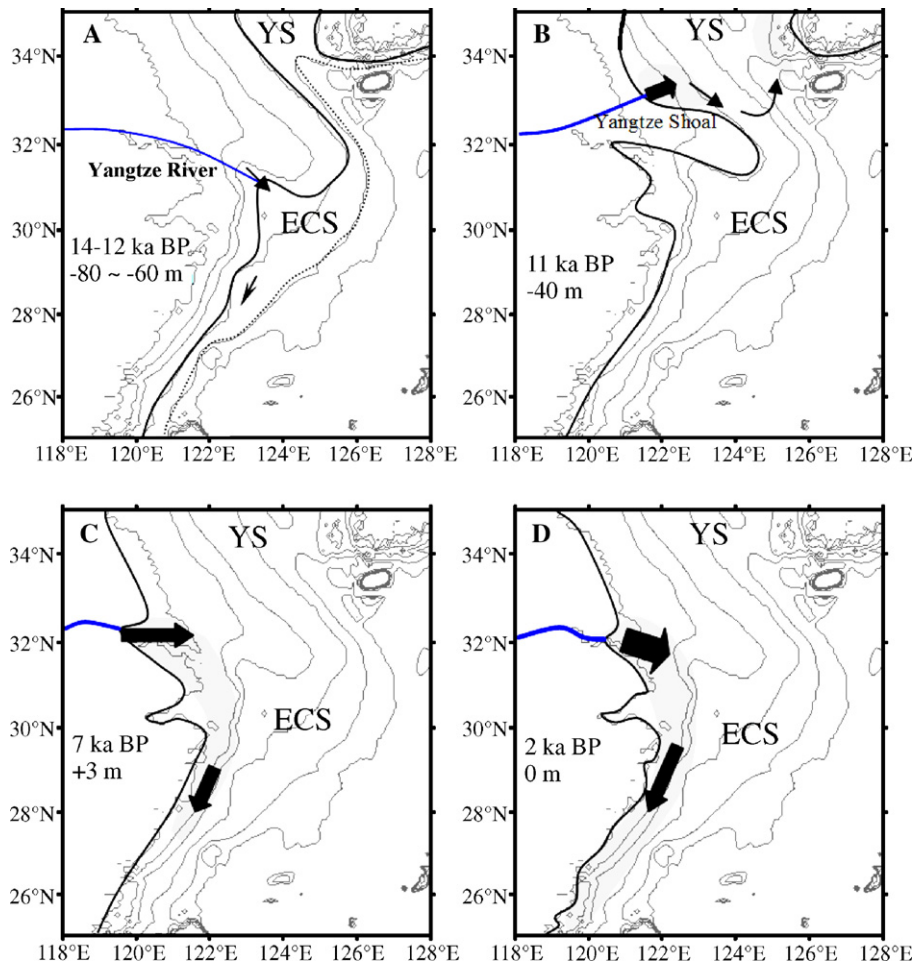 A
YS
34°N
32°N
Yangtze River
30°N
ECS
14-12 ka BP
-80 ~ -60 m
28°N
26°N
118°E 120°E 122°E 124°E 126°E 128°E
B
YS
34°N
32°N
Yangtze Shoal
30°N
ECS
11 ka BP
-40 m
28°N
26°N
118°E 120°E 122°E 124°E 126°E 128°E
C
YS
34°N
32°N
30°N
ECS
7 ka BP
+3 m
28°N
26°N
118°E 120°E 122°E 124°E 126°E 128°E
D
YS
34°N
32°N
30°N
ECS
2 ka BP
0 m
28°N
26°N
118°E 120°E 122°E 124°E 126°E 128°E